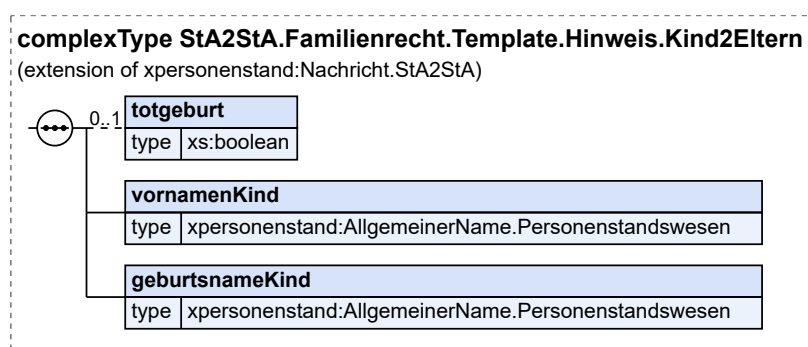 complexType StA2StA.Familienrecht.Template.Hinweis.Kind2Eltern
(extension of xpersonenstand:Nachricht.StA2StA)
0..1 totgeburt
type xs:boolean
vornamenKind
type xpersonenstand:AllgemeinerName.Personenstandswesen
geburtsnameKind
type xpersonenstand:AllgemeinerName.Personenstandswesen